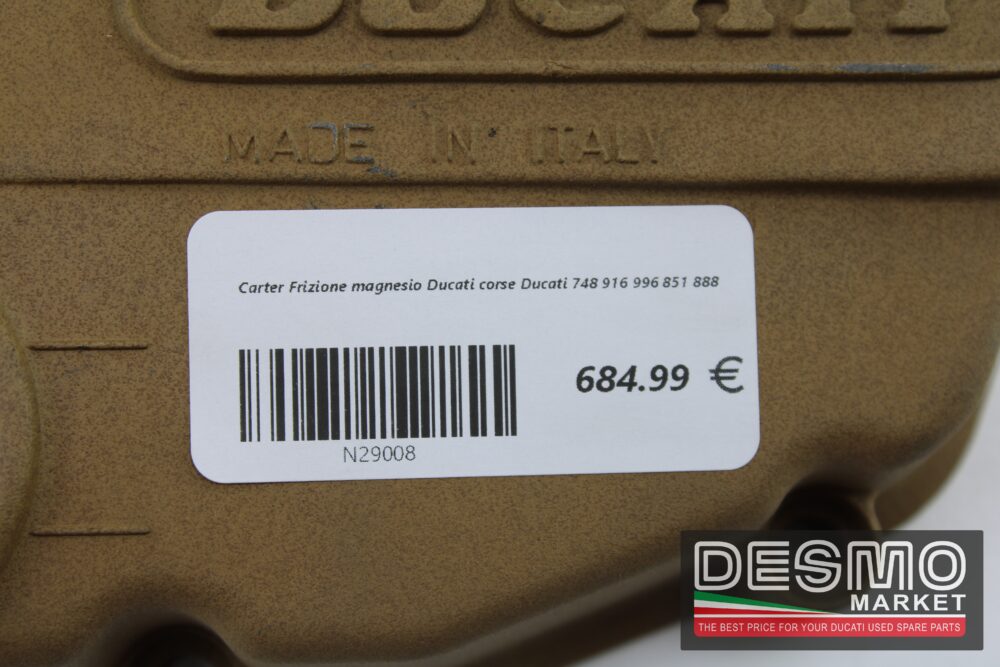 DUCATI
MADE IN ITALY
Carter Frizione magnesio Ducati corse Ducati 748 916 996 851 888
684.99 €
N29008
DESMO
MARKET
THE BEST PRICE FOR YOUR DUCATI USED SPARE PARTS